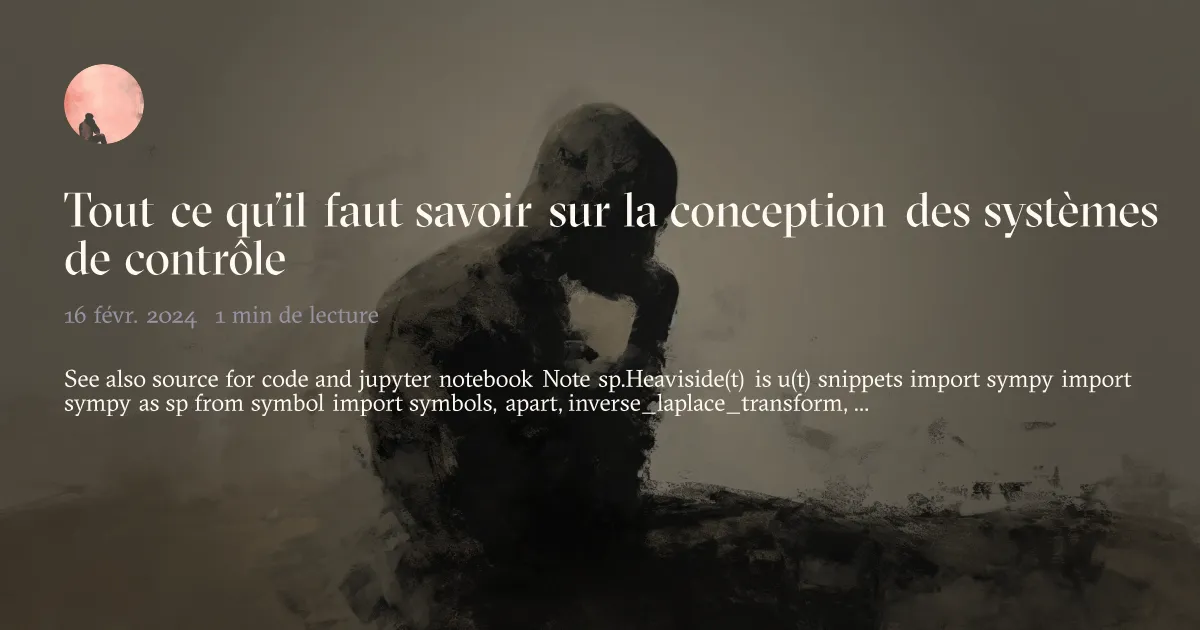 Tout ce qu'il faut savoir sur la conception des systèmes
de contrôle
16 févr. 2024 1 min de lecture
See also source for code and jupyter notebook Note sp.Heaviside(t) is u(t) snippets import sympy import
sympy as sp from symbol import symbols, apart, inverse_laplace_transform, ...